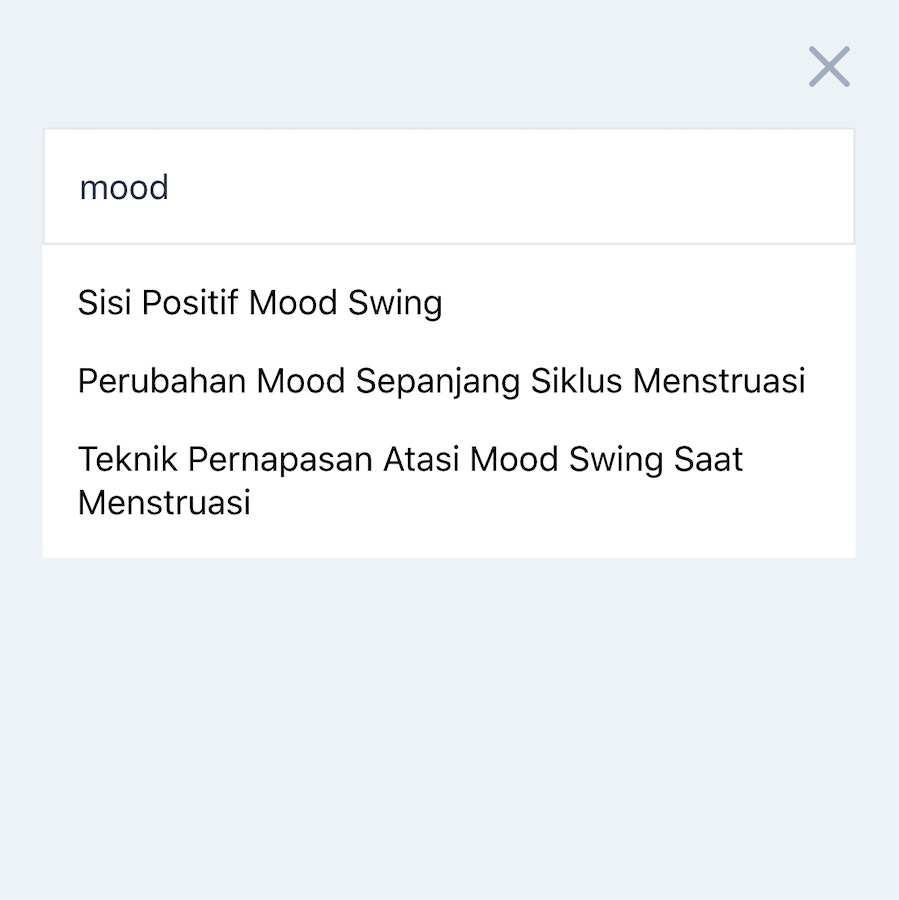 mood
Sisi Positif Mood Swing
Perubahan Mood Sepanjang Siklus Menstruasi
Teknik Pernapasan Atasi Mood Swing Saat
Menstruasi